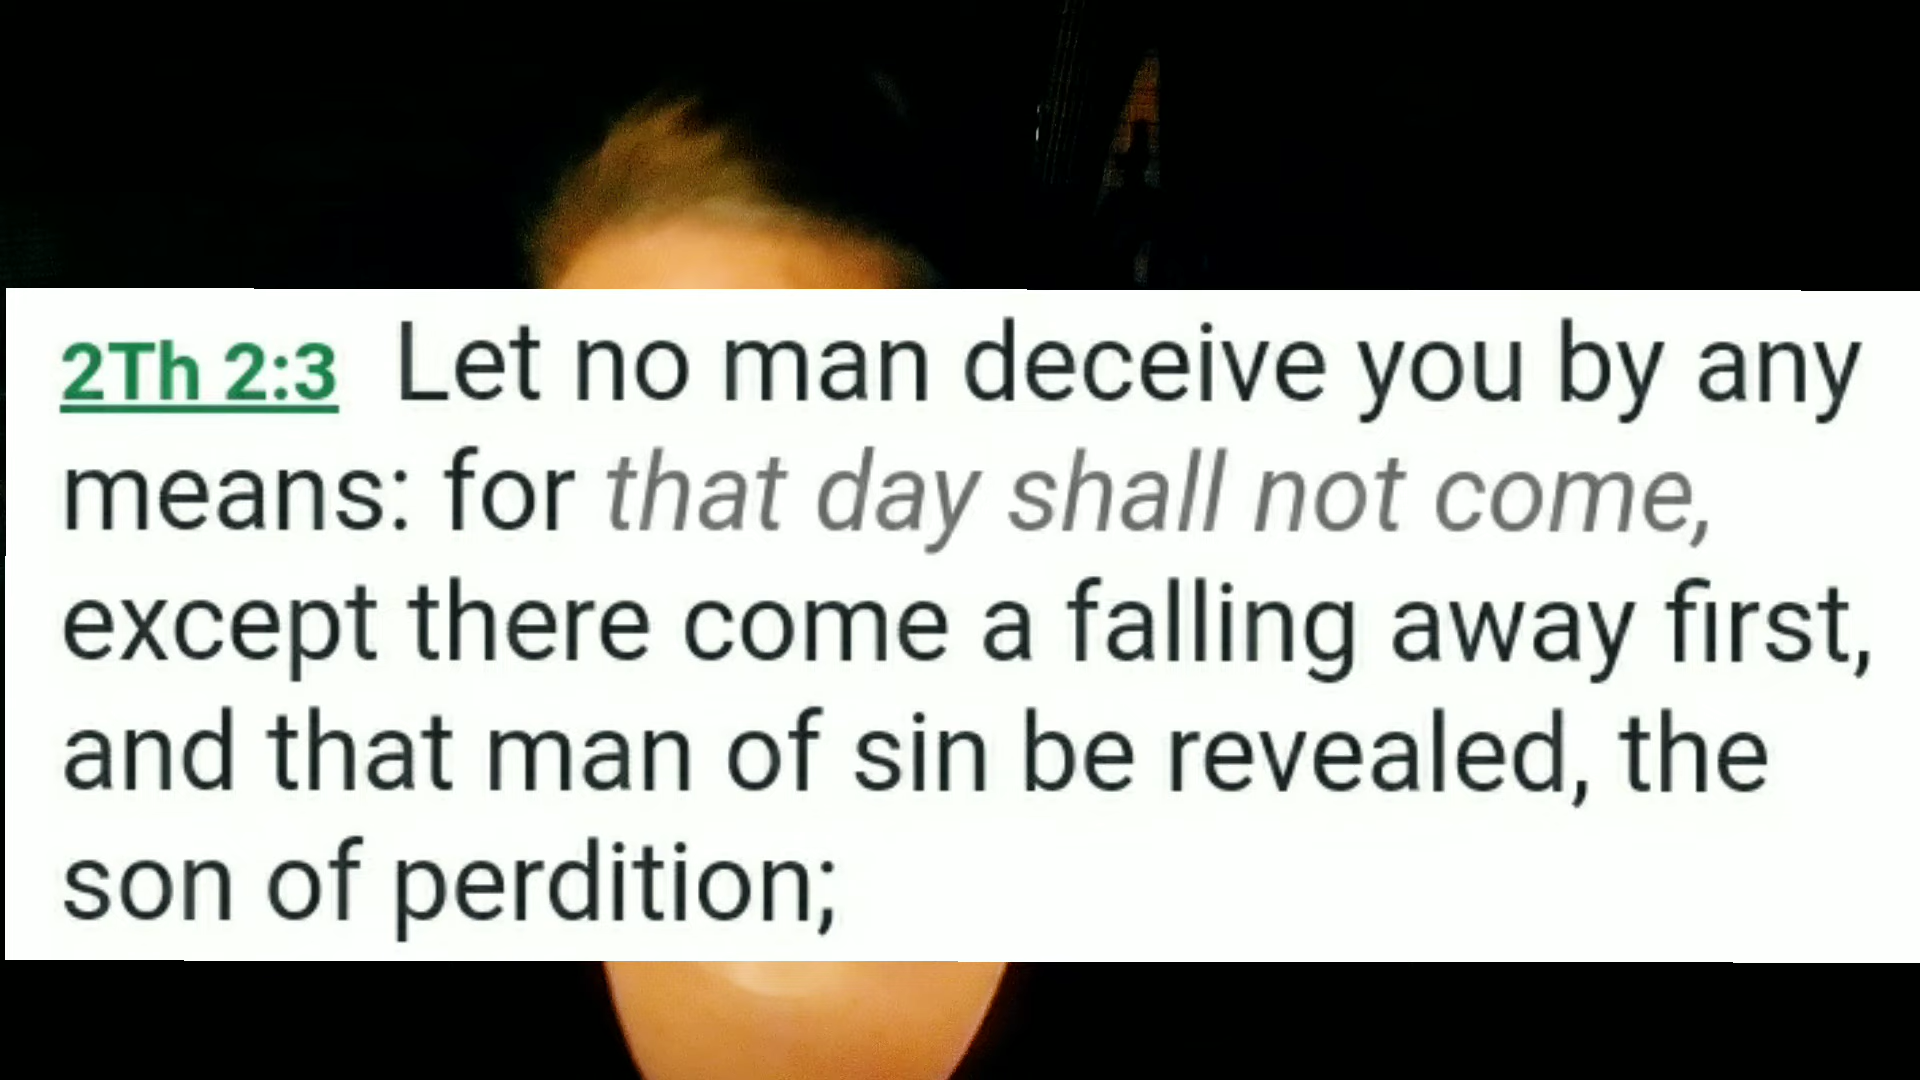 2Th 2:3 Let no man deceive you by any
means: for that day shall not come,
except there come a falling away first,
and that man of sin be revealed, the
son of perdition;